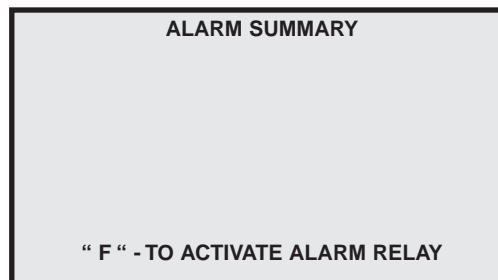 ALARM SUMMARY
“ F “ - TO ACTIVATE ALARM RELAY